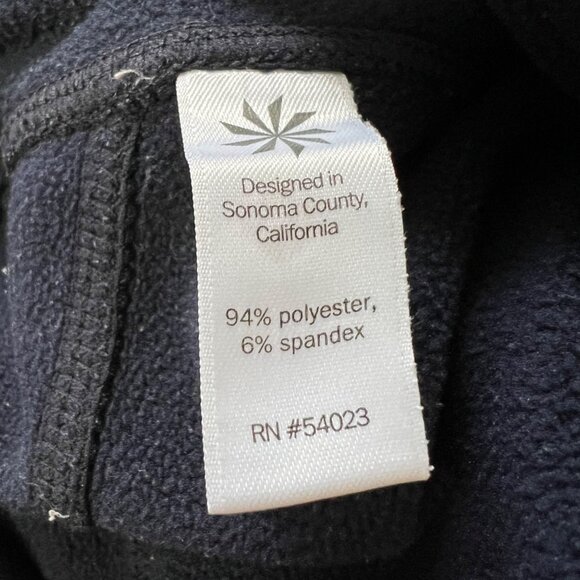 Designed in
Sonoma County,
California
94% polyester,
6% spandex
RN #54023